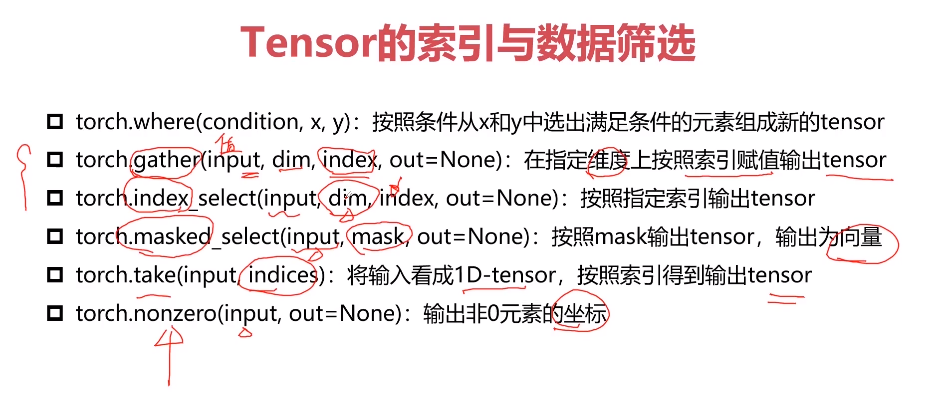 Tensor的索引与数据筛选
torch.where(condition, x, y)：按照条件从x和y中选出满足条件的元素组成新的tensor
值
torch.gather(input, dim, index, out=None)：在指定维度上按照索引赋值输出tensor
torch.index_select(input, dim, index, out=None)：按照指定索引输出tensor
torch.masked_select(input, mask, out=None)：按照mask输出tensor，输出为向量
torch.take(input, indices)：将输入看成1D-tensor，按照索引得到输出tensor
torch.nonzero(input, out=None)：输出非0元素的坐标